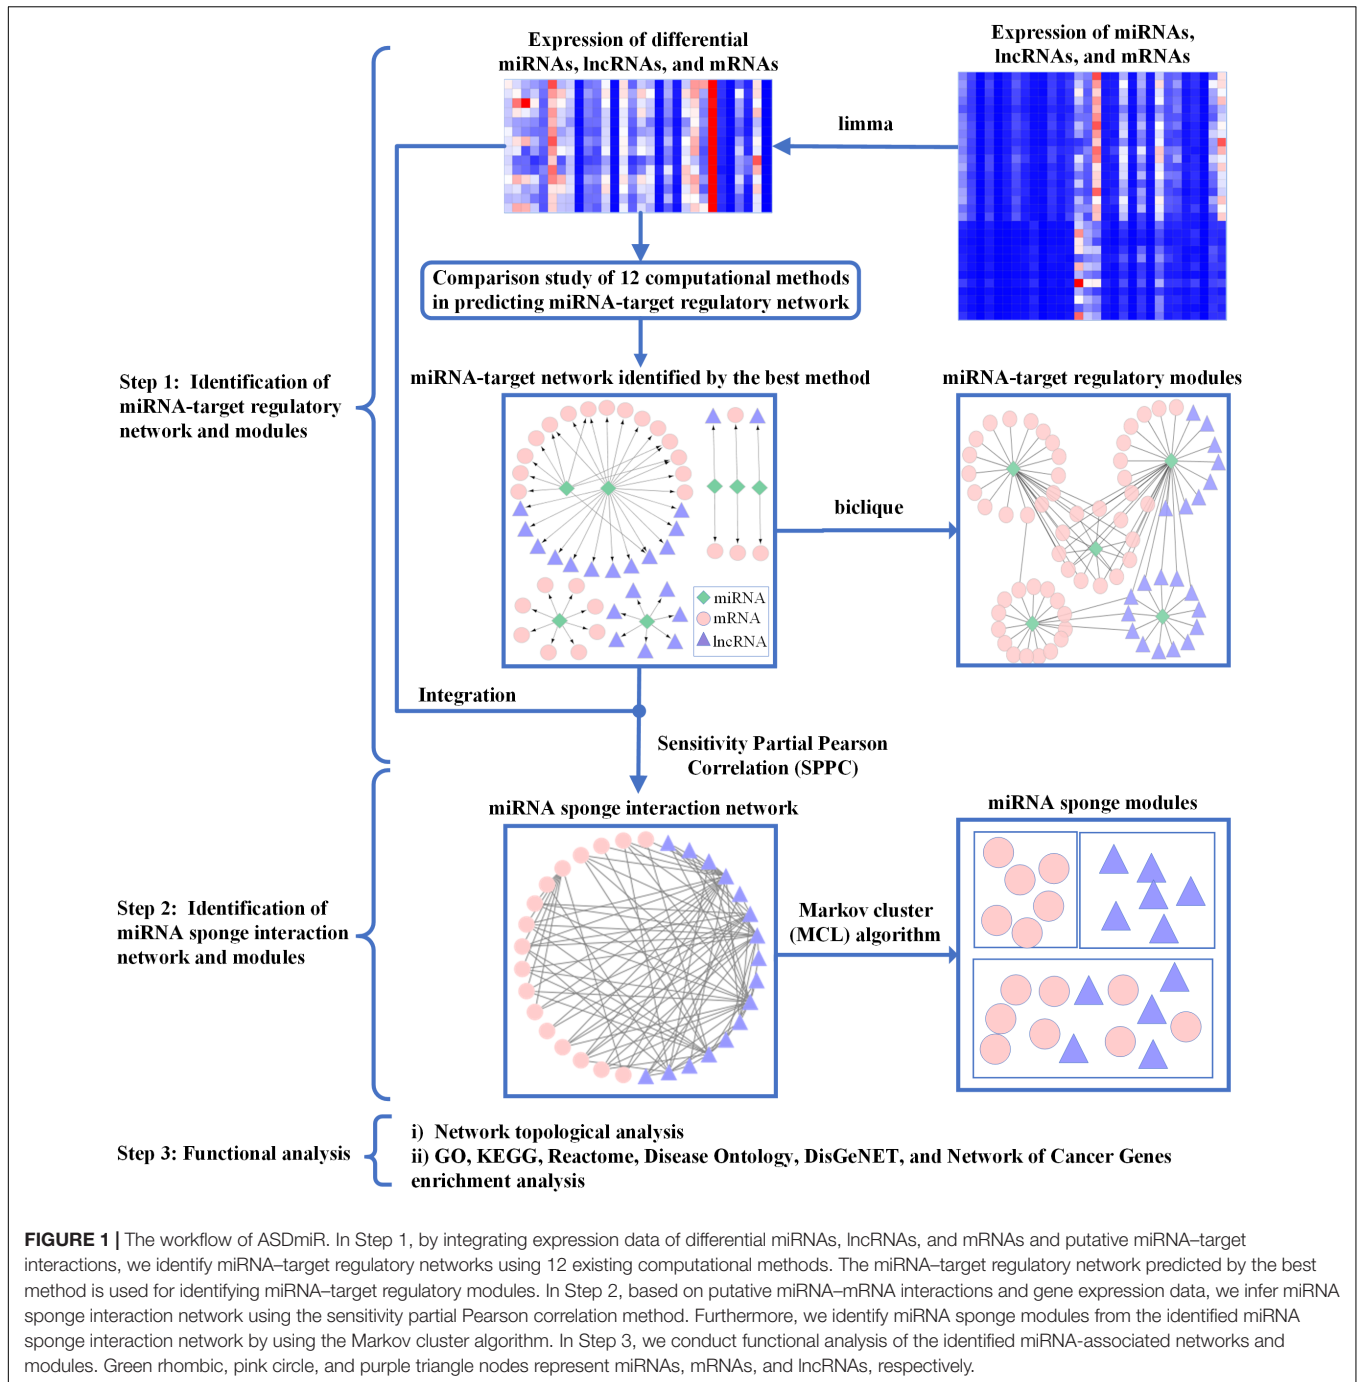 Expression of differential
miRNAs, lncRNAs, and mRNAs
Expression of miRNAs,
lncRNAs, and mRNAs
limma
Comparison study of 12 computational methods
in predicting miRNA-target regulatory network
Step 1: Identification of
miRNA-target regulatory
network and modules
miRNA-target network identified by the best method
miRNA-target regulatory modules
biclique
miRNA
mRNA
lncRNA
Integration
Sensitivity Partial Pearson
Correlation (SPPC)
miRNA sponge interaction network
miRNA sponge modules
Step 2: Identification of
miRNA sponge interaction
network and modules
Markov cluster
(MCL) algorithm
Step 3: Functional analysis
i) Network topological analysis
ii) GO, KEGG, Reactome, Disease Ontology, DisGeNET, and Network of Cancer Genes
enrichment analysis
FIGURE 1 | The workflow of ASDmiR. In Step 1, by integrating expression data of differential miRNAs, lncRNAs, and mRNAs and putative miRNA–target
interactions, we identify miRNA–target regulatory networks using 12 existing computational methods. The miRNA–target regulatory network predicted by the best
method is used for identifying miRNA–target regulatory modules. In Step 2, based on putative miRNA–mRNA interactions and gene expression data, we infer miRNA
sponge interaction network using the sensitivity partial Pearson correlation method. Furthermore, we identify miRNA sponge modules from the identified miRNA
sponge interaction network by using the Markov cluster algorithm. In Step 3, we conduct functional analysis of the identified miRNA-associated networks and
modules. Green rhombic, pink circle, and purple triangle nodes represent miRNAs, mRNAs, and lncRNAs, respectively.